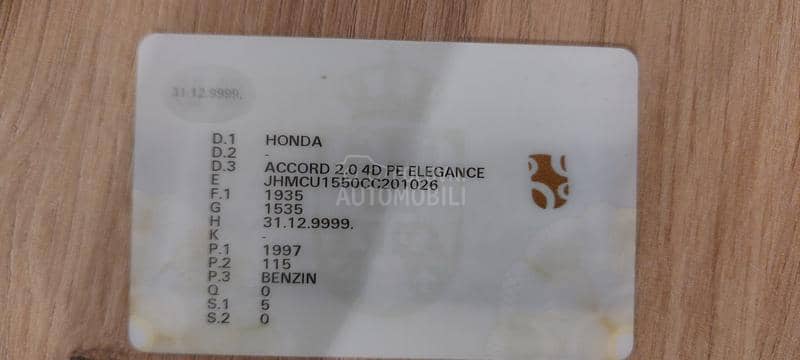 31.12.9999.
D.1 HONDA
D.2 -
D.3 ACCORD 2.0 4D PE ELEGANCE
E JHMCU1550CC201026
F.1 1935
AUTOMOBILI
G 1535
H 31.12.9999.
K -
P.1 1997
P.2 115
P.3 BENZIN
Q 0
S.1 5
S.2 0